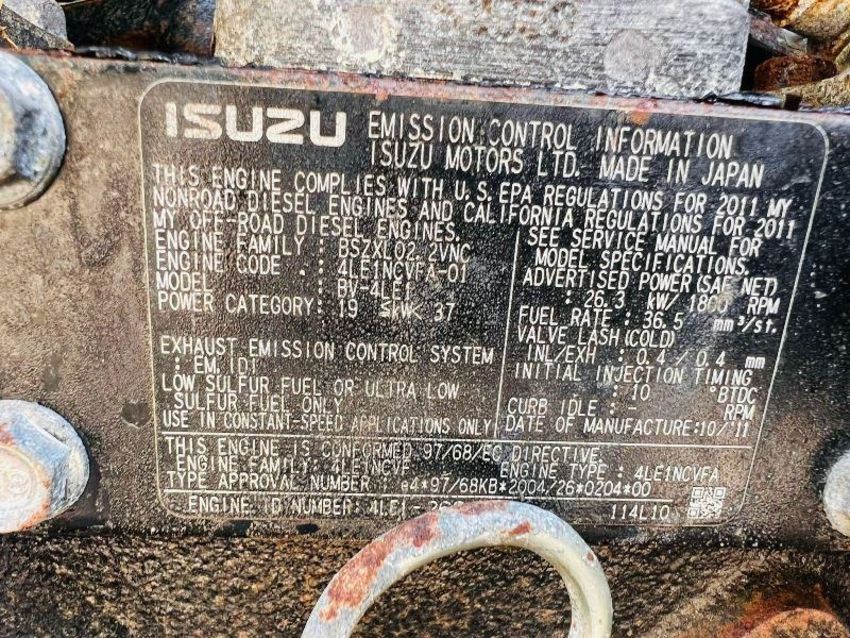 ISUZU EMISSION CONTROL INFORMATION
ISUZU MOTORS LTD. MADE IN JAPAN
THIS ENGINE COMPLIES WITH U.S.EPA REGULATIONS FOR 2011 MY
NONROAD DIESEL ENGINES AND CALIFORNIA REGULATIONS FOR 2011
MY OFF-ROAD DIESEL ENGINES.
ENGINE FAMILY : BSZXL02.2VNC
ENGINE CODE : 4LE1NCVFA-01
MODEL : BV-4LE1
POWER CATEGORY: 19 ≦kW< 37
EXHAUST EMISSION CONTROL SYSTEM
: EM, IDI
LOW SULFUR FUEL OR ULTRA LOW
SULFUR FUEL ONLY
USE IN CONSTANT-SPEED APPLICATIONS ONLY
SEE SERVICE MANUAL FOR
MODEL SPECIFICATIONS.
ADVERTISED POWER(SAE NET)
: 26.3 kW/ 1800 RPM
FUEL RATE : 36.5 mm³/st.
VALVE LASH(COLD)
INL/EXH : 0.4 / 0.4 mm
INITIAL INJECTION TIMING
: 10 °BTDC
CURB IDLE : - RPM
DATE OF MANUFACTURE:10/'11
THIS ENGINE IS CONFORMED 97/68/EC DIRECTIVE.
ENGINE FAMILY: 4LE1NCVF ENGINE TYPE : 4LE1NCVFA
TYPE APPROVAL NUMBER : e4*97/68KB*2004/26*0204*00
ENGINE ID NUMBER: 4LE1- 114L10